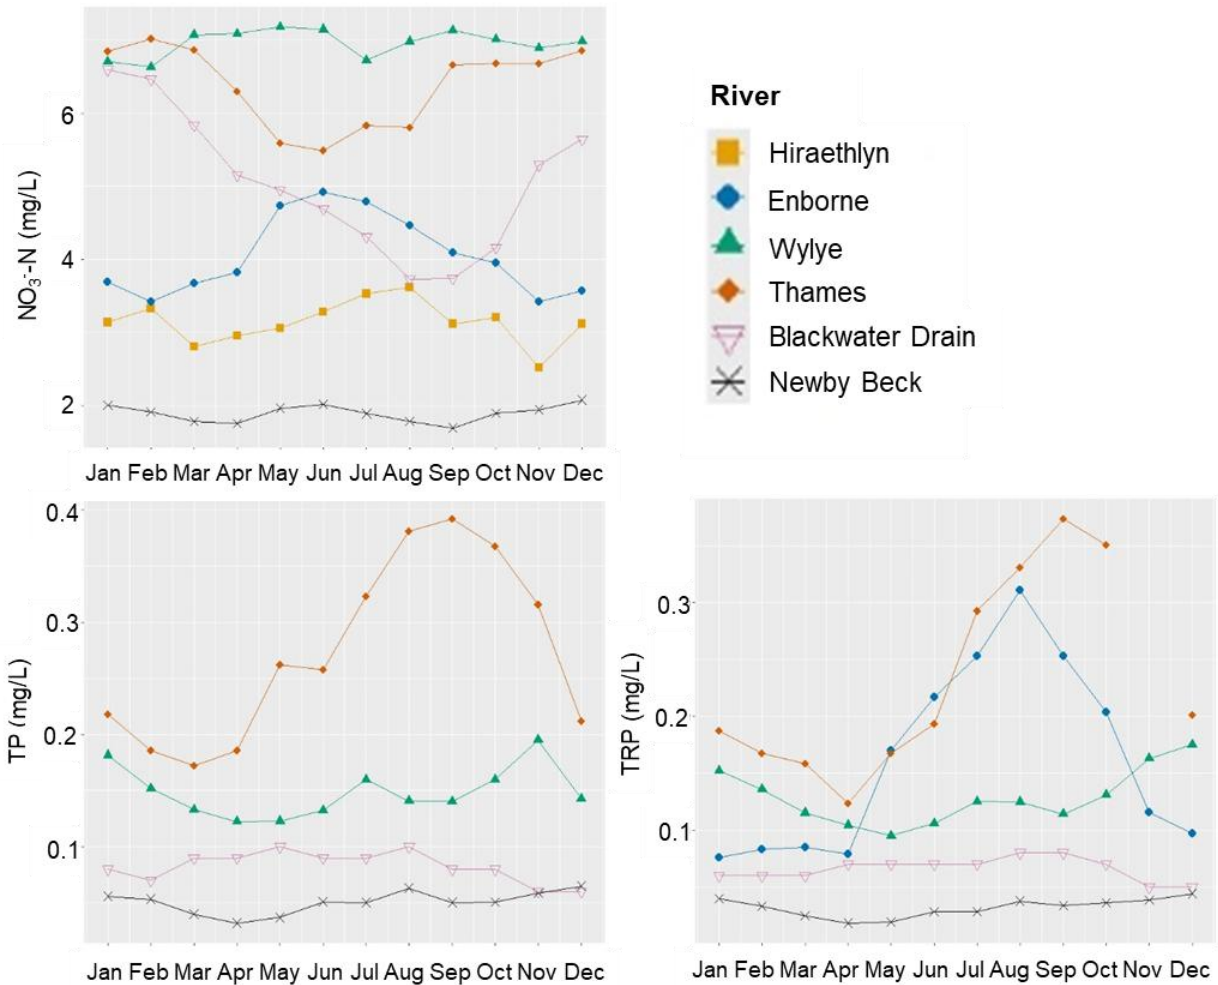 NO₃-N (mg/L)
6
4
2
Jan Feb Mar Apr May Jun Jul Aug Sep Oct Nov Dec
River
Hiraethlyn
Enborne
Wylye
Thames
Blackwater Drain
Newby Beck
TP (mg/L)
0.4
0.3
0.2
0.1
Jan Feb Mar Apr May Jun Jul Aug Sep Oct Nov Dec
TRP (mg/L)
0.3
0.2
0.1
Jan Feb Mar Apr May Jun Jul Aug Sep Oct Nov Dec